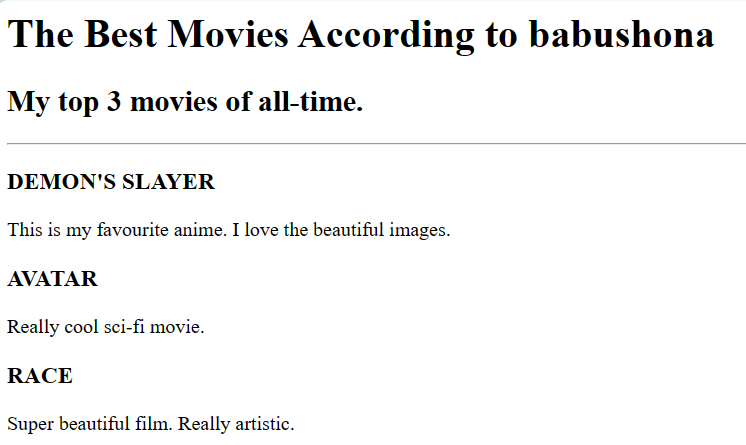 The Best Movies According to babushona
My top 3 movies of all-time.
DEMON'S SLAYER
This is my favourite anime. I love the beautiful images.
AVATAR
Really cool sci-fi movie.
RACE
Super beautiful film. Really artistic.